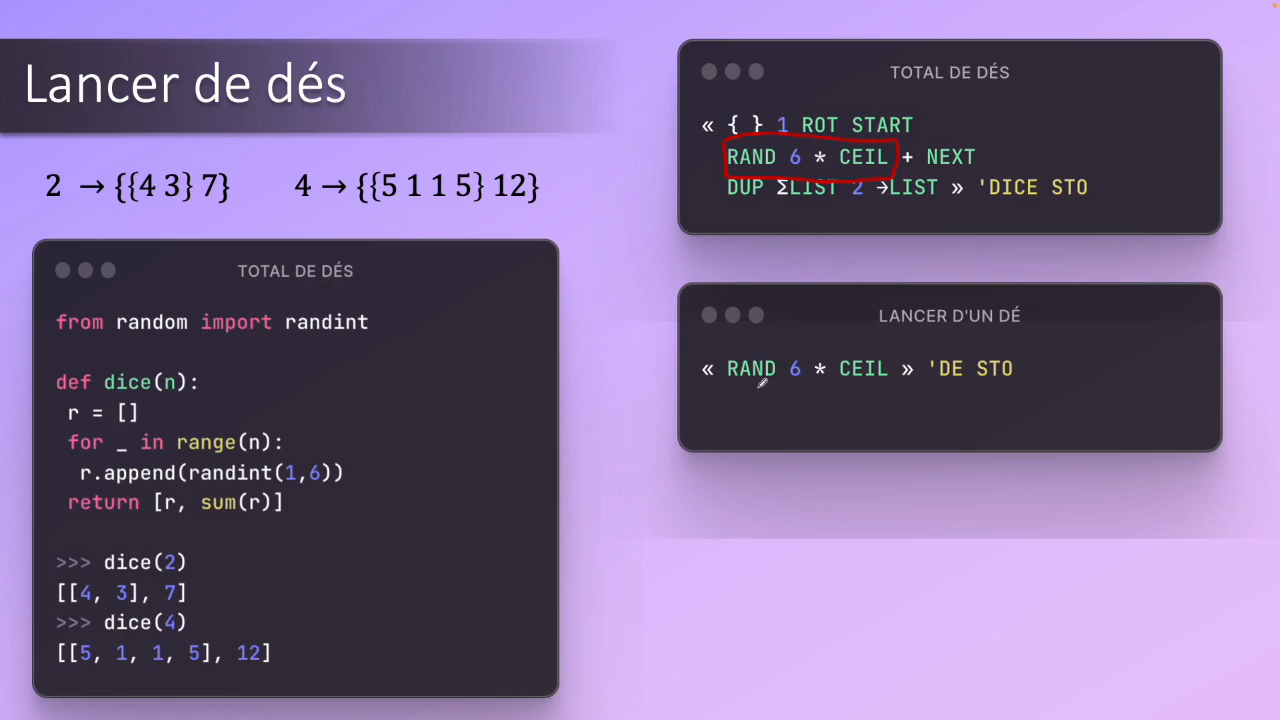 Lancer de dés
2 → {{4 3} 7}
4 → {{5 1 1 5} 12}
TOTAL DE DÉS
from random import randint
def dice(n):
r = []
for _ in range(n):
r.append(randint(1,6))
return [r, sum(r)]
>>> dice(2)
[[4, 3], 7]
>>> dice(4)
[[5, 1, 1, 5], 12]
TOTAL DE DÉS
« { } 1 ROT START
RAND 6 * CEIL + NEXT
DUP ΣLIST 2 →LIST » 'DICE STO
LANCER D'UN DÉ
« RAND 6 * CEIL » 'DE STO